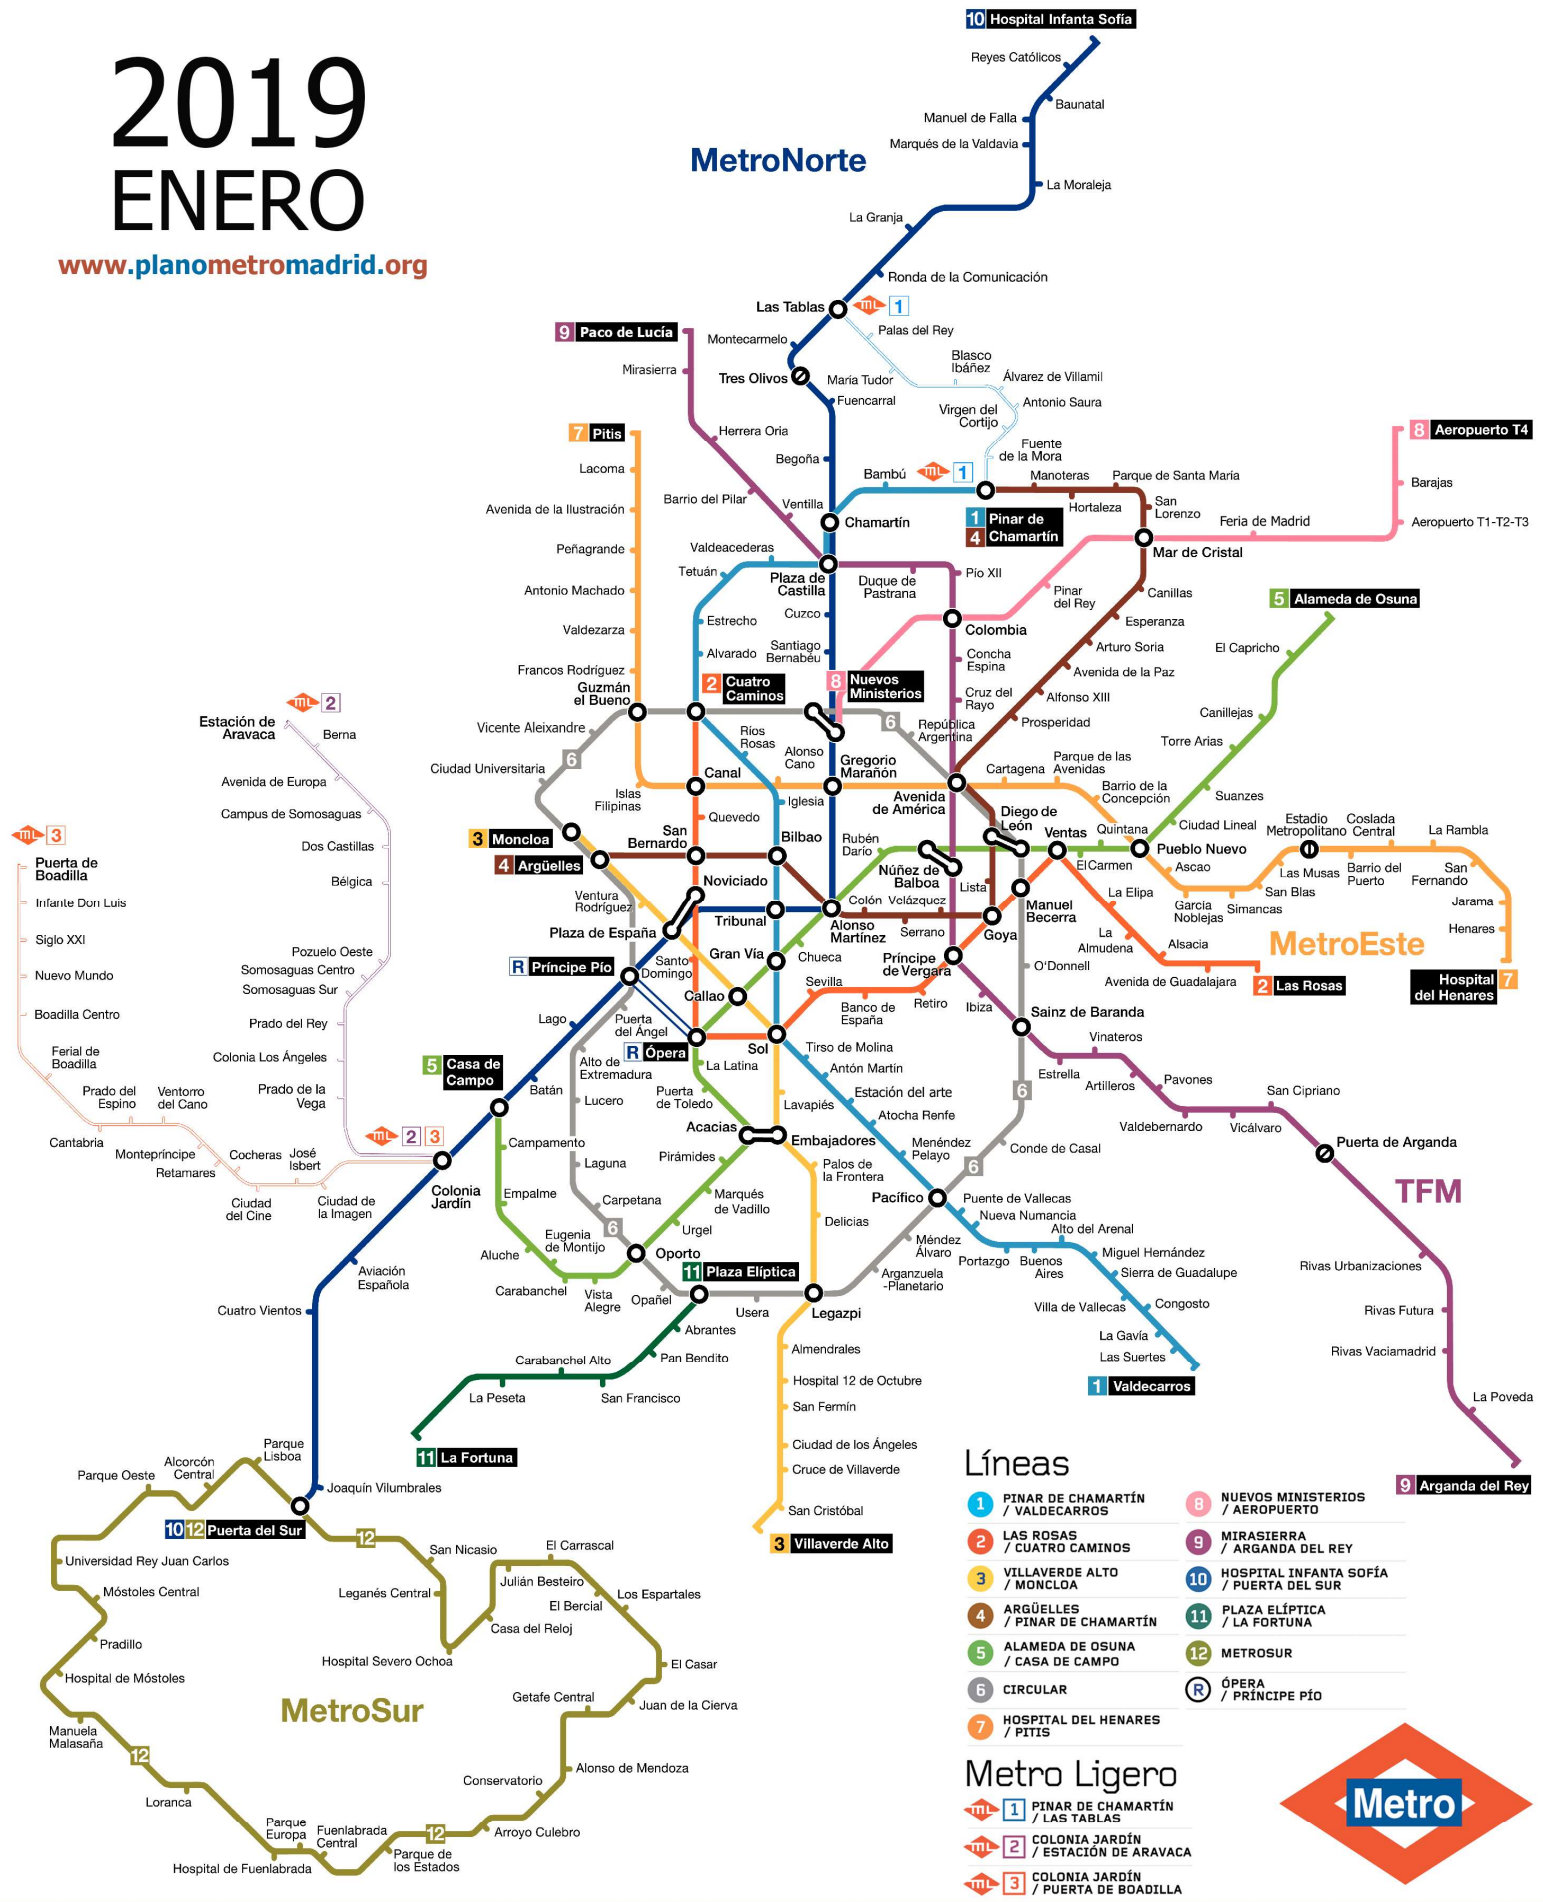 2019
ENERO
www.planometromadrid.org
MetroNorte
10 Hospital Infanta Sofía
Reyes Católicos
Baunatal
Manuel de Falla
Marqués de la Valdavia
La Moraleja
La Granja
Ronda de la Comunicación
Las Tablas
ml 1
Montecarmelo
Tres Olivos
Fuencarral
Begoña
Palas del Rey
María Tudor
Blasco
Ibáñez
Álvarez de Villamil
Antonio Saura
Virgen del
Cortijo
Fuente
de la Mora
9 Paco de Lucía
Mirasierra
Herrera Oria
Barrio del Pilar
Ventilla
7 Pitis
Lacoma
Avenida de la Ilustración
Peñagrande
Antonio Machado
Valdezarza
Francos Rodríguez
Guzmán
el Bueno
Bambú
ml 1
1 Pinar de
4 Chamartín
Chamartín
Manoteras
Parque de Santa María
Hortaleza
San
Lorenzo
Mar de Cristal
Feria de Madrid
8 Aeropuerto T4
Barajas
Aeropuerto T1-T2-T3
Valdeacederas
Tetuán
Plaza de
Castilla
Duque de
Pastrana
Pío XII
Pinar
del Rey
Canillas
Colombia
Esperanza
Arturo Soria
Avenida de la Paz
Alfonso XIII
Prosperidad
Estrecho
Alvarado
Cuzco
Santiago
Bernabéu
Concha
Espina
Cruz del
Rayo
5 Alameda de Osuna
El Capricho
Canillejas
Torre Arias
Suanzes
Ciudad Lineal
2 Cuatro
Caminos
8 Nuevos
Ministerios
6
República
Argentina
Vicente Aleixandre
6
Ciudad Universitaria
Ríos
Rosas
Alonso
Cano
Gregorio
Marañón
Canal
Islas
Filipinas
Iglesia
Quevedo
Avenida
de América
Cartagena
Parque de las
Avenidas
Barrio de la
Concepción
Diego de
León
Ventas
Quintana
El Carmen
Pueblo Nuevo
Estadio
Metropolitano
Coslada
Central
La Rambla
Las Musas
Barrio del
Puerto
San
Fernando
Jarama
Henares
Hospital
del Henares 7
Ascao
Garcia
Noblejas
Simancas
San Blas
MetroEste
3 Moncloa
4 Argüelles
San
Bernardo
Bilbao
Rubén
Darío
Núñez de
Balboa
Lista
Manuel
Becerra
Goya
La Elipa
La
Almudena
Alsacia
Avenida de Guadalajara
2 Las Rosas
Ventura
Rodríguez
Noviciado
Tribunal
Alonso
Martínez
Colón
Velázquez
Serrano
Plaza de España
Gran Vía
Chueca
Príncipe
de Vergara
O'Donnell
R Príncipe Pío
Santo
Domingo
Callao
Sevilla
Banco de
España
Retiro
Ibiza
Sainz de Baranda
Puerta
del Ángel
R Ópera
Sol
Lago
Batán
5 Casa de
Campo
Alto de
Extremadura
La Latina
Puerta
de Toledo
Lucero
Laguna
Carpetana
6
Tirso de Molina
Antón Martín
Estación del arte
Atocha Renfe
Menéndez
Pelayo
Lavapiés
Acacias
Embajadores
Pirámides
Palos de
la Frontera
Marqués
de Vadillo
Urgel
Delicias
Pacífico
6
Conde de Casal
6
Vinateros
Estrella
Artilleros
Pavones
Valdebernardo
Vicálvaro
San Cipriano
Puerta de Arganda
TFM
Rivas Urbanizaciones
Rivas Futura
Rivas Vaciamadrid
La Poveda
9 Arganda del Rey
Puente de Vallecas
Nueva Numancia
Portazgo
Buenos
Aires
Alto del Arenal
Miguel Hernández
Sierra de Guadalupe
Villa de Vallecas
Congosto
La Gavía
Las Suertes
1 Valdecarros
Méndez
Álvaro
Arganzuela
-Planetario
Legazpi
Campamento
Empalme
Aluche
Eugenia
de Montijo
Carabanchel
Vista
Alegre
Oporto
Opañel
11 Plaza Elíptica
Usera
Abrantes
Pan Bendito
San Francisco
Carabanchel Alto
La Peseta
11 La Fortuna
Almendrales
Hospital 12 de Octubre
San Fermín
Ciudad de los Ángeles
Cruce de Villaverde
San Cristóbal
3 Villaverde Alto
ml 2
Estación de
Aravaca
Berna
Avenida de Europa
Campus de Somosaguas
Dos Castillas
Bélgica
Pozuelo Oeste
Somosaguas Centro
Somosaguas Sur
Prado del Rey
Colonia Los Ángeles
Prado de la
Vega
ml 2 3
Colonia
Jardín
ml 3
Puerta de
Boadilla
Infante Don Luis
Siglo XXI
Nuevo Mundo
Boadilla Centro
Ferial de
Boadilla
Prado del
Espino
Ventorro
del Cano
Cantabria
Montepríncipe
Retamares
Cocheras
José
Isbert
Ciudad
del Cine
Ciudad de
la Imagen
Aviación
Española
Cuatro Vientos
Joaquín Vilumbrales
10 12 Puerta del Sur
Parque
Lisboa
Alcorcón
Central
Parque Oeste
Universidad Rey Juan Carlos
Móstoles Central
Pradillo
Hospital de Móstoles
Manuela
Malasaña
12
Loranca
Parque
Europa
Hospital de Fuenlabrada
Fuenlabrada
Central
Parque de
los Estados
12
Arroyo Culebro
Conservatorio
Alonso de Mendoza
Getafe Central
Juan de la Cierva
El Casar
Los Espartales
El Bercial
El Carrascal
Julián Besteiro
Casa del Reloj
Hospital Severo Ochoa
Leganés Central
San Nicasio
12
MetroSur
Líneas
1 PINAR DE CHAMARTÍN
/ VALDECARROS
2 LAS ROSAS
/ CUATRO CAMINOS
3 VILLAVERDE ALTO
/ MONCLOA
4 ARGÜELLES
/ PINAR DE CHAMARTÍN
5 ALAMEDA DE OSUNA
/ CASA DE CAMPO
6 CIRCULAR
7 HOSPITAL DEL HENARES
/ PITIS
8 NUEVOS MINISTERIOS
/ AEROPUERTO
9 MIRASIERRA
/ ARGANDA DEL REY
10 HOSPITAL INFANTA SOFÍA
/ PUERTA DEL SUR
11 PLAZA ELÍPTICA
/ LA FORTUNA
12 METROSUR
R ÓPERA
/ PRÍNCIPE PÍO
Metro Ligero
ml 1 PINAR DE CHAMARTÍN
/ LAS TABLAS
ml 2 COLONIA JARDÍN
/ ESTACIÓN DE ARAVACA
ml 3 COLONIA JARDÍN
/ PUERTA DE BOADILLA
Metro